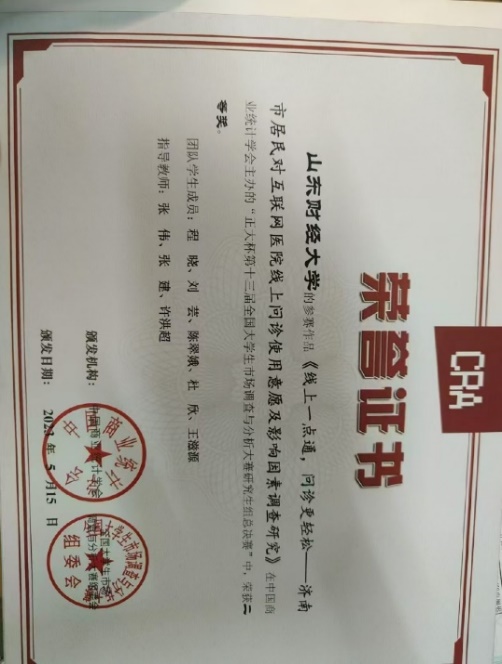 CRA
荣誉证书
山东财经大学的参赛作品《线上一点通，问诊更轻松——济南
市居民对互联网医院线上问诊使用意愿及影响因素调查研究》在中国商
业统计学会主办的“正大杯第十三届全国大学生市场调查与分析大赛研究生组总决赛”中，荣获二
等奖。
团队学生成员：程 晓、刘 芸、陈翠娥、杜 欣、王 源
指导教师：张 伟、张 建、许洪超
颁发机构：中国商业统计学会
颁发日期：2023年5月15日
组委会